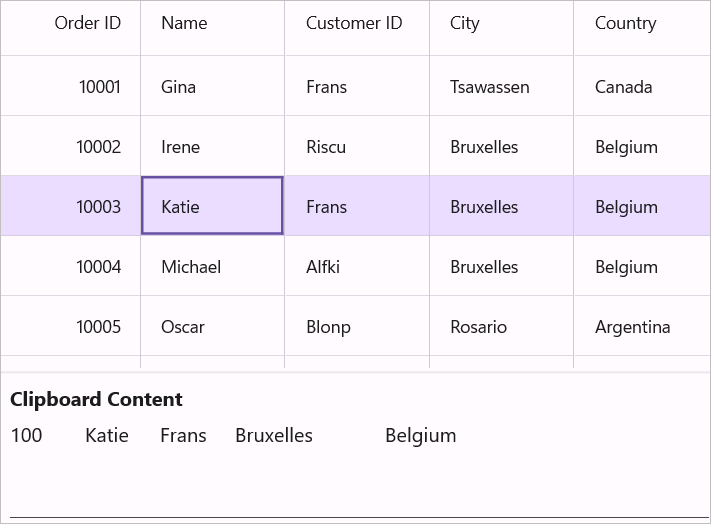 Order ID Name Customer ID City Country
10001 Gina Frans Tsawassen Canada
10002 Irene Riscu Bruxelles Belgium
10003 Katie Frans Bruxelles Belgium
10004 Michael Alfki Bruxelles Belgium
10005 Oscar Blonp Rosario Argentina
Clipboard Content
100 Katie Frans Bruxelles Belgium